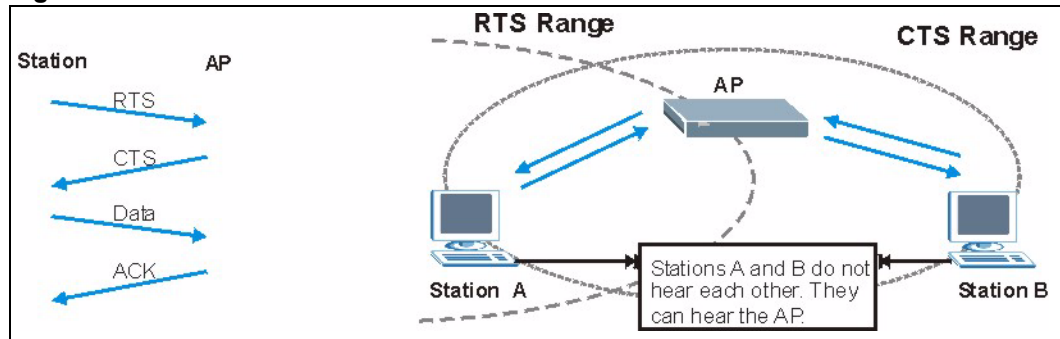 RTS Range
CTS Range
Station AP
AP
RTS
CTS
Data
ACK
Station A
Stations A and B do not
hear each other. They
can hear the AP.
Station B